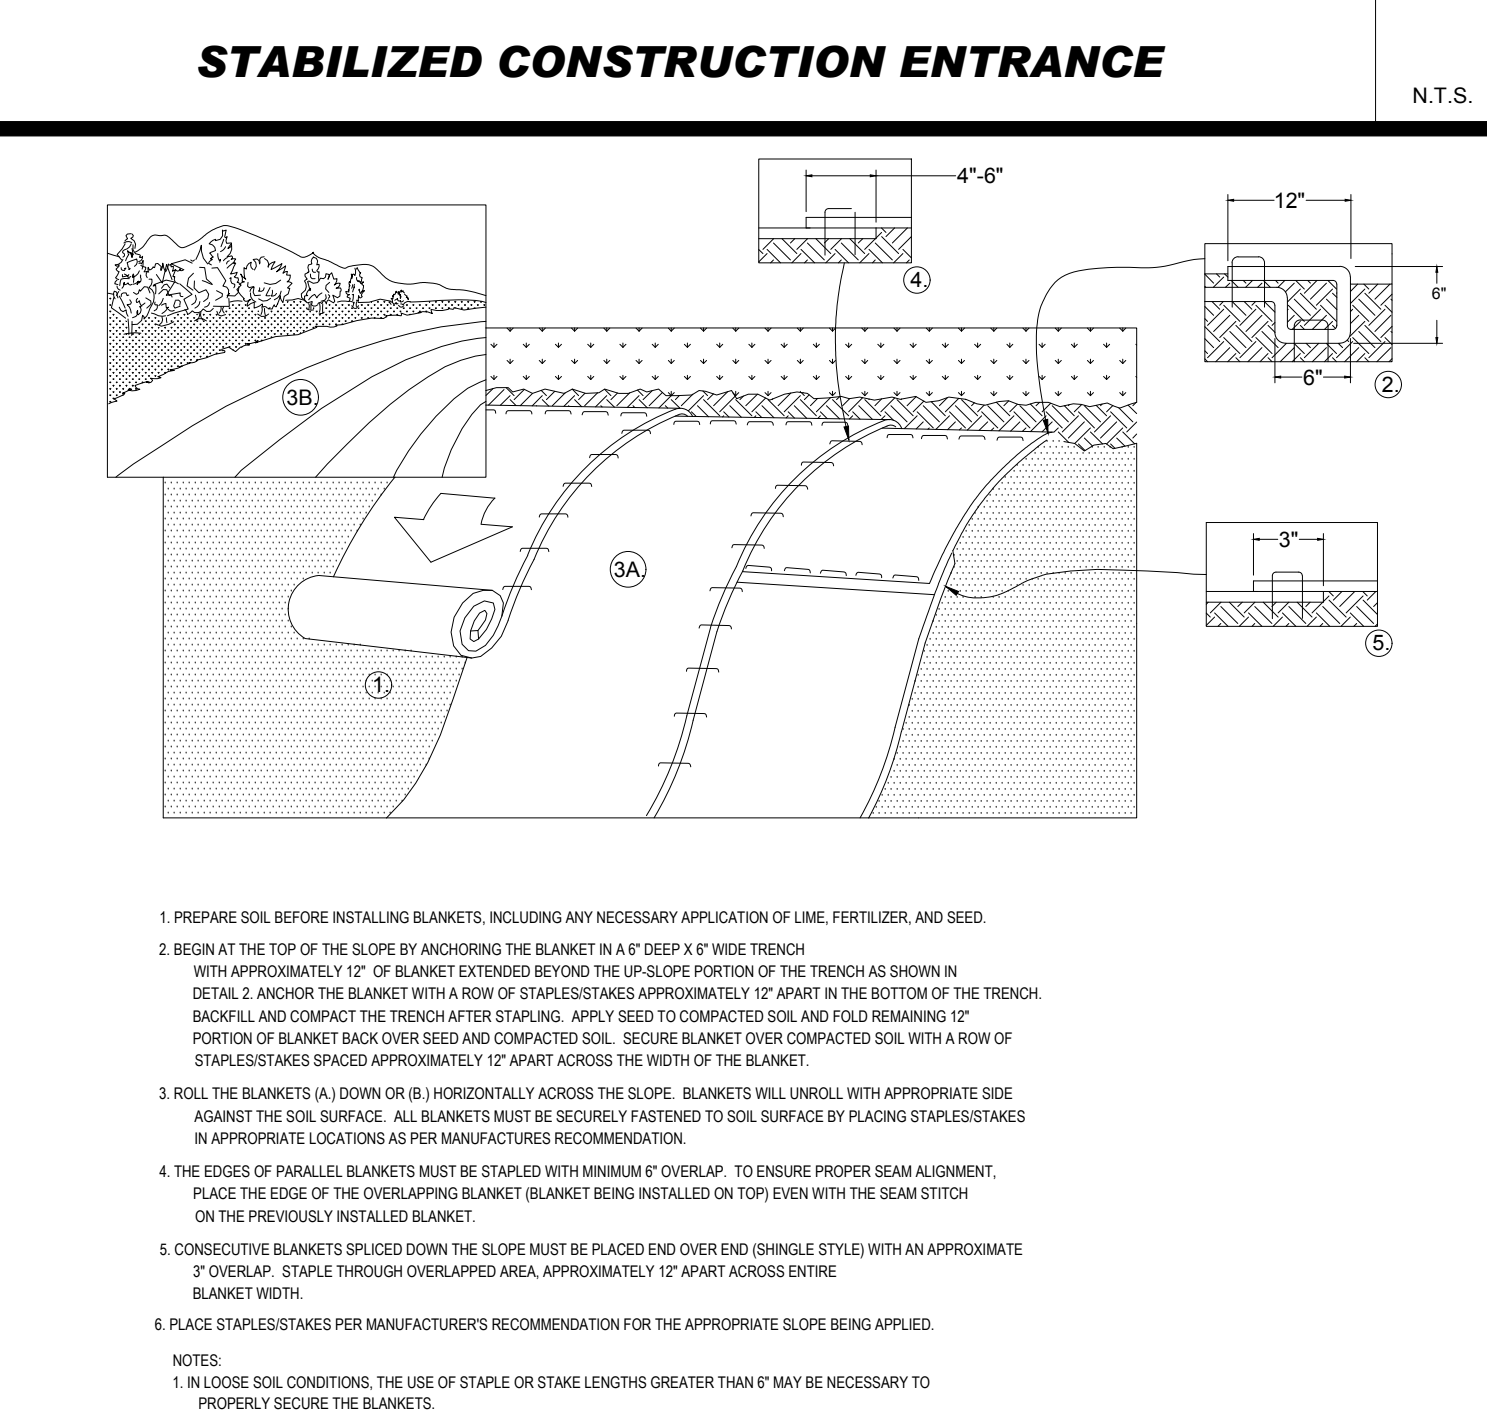 STABILIZED CONSTRUCTION ENTRANCE
N.T.S.
4"-6"
4.
12"
6"
6"
2.
3B.
3A.
1.
3"
5.
1. PREPARE SOIL BEFORE INSTALLING BLANKETS, INCLUDING ANY NECESSARY APPLICATION OF LIME, FERTILIZER, AND SEED.
2. BEGIN AT THE TOP OF THE SLOPE BY ANCHORING THE BLANKET IN A 6" DEEP X 6" WIDE TRENCH
WITH APPROXIMATELY 12" OF BLANKET EXTENDED BEYOND THE UP-SLOPE PORTION OF THE TRENCH AS SHOWN IN
DETAIL 2. ANCHOR THE BLANKET WITH A ROW OF STAPLES/STAKES APPROXIMATELY 12" APART IN THE BOTTOM OF THE TRENCH.
BACKFILL AND COMPACT THE TRENCH AFTER STAPLING. APPLY SEED TO COMPACTED SOIL AND FOLD REMAINING 12"
PORTION OF BLANKET BACK OVER SEED AND COMPACTED SOIL. SECURE BLANKET OVER COMPACTED SOIL WITH A ROW OF
STAPLES/STAKES SPACED APPROXIMATELY 12" APART ACROSS THE WIDTH OF THE BLANKET.
3. ROLL THE BLANKETS (A.) DOWN OR (B.) HORIZONTALLY ACROSS THE SLOPE. BLANKETS WILL UNROLL WITH APPROPRIATE SIDE
AGAINST THE SOIL SURFACE. ALL BLANKETS MUST BE SECURELY FASTENED TO SOIL SURFACE BY PLACING STAPLES/STAKES
IN APPROPRIATE LOCATIONS AS PER MANUFACTURES RECOMMENDATION.
4. THE EDGES OF PARALLEL BLANKETS MUST BE STAPLED WITH MINIMUM 6" OVERLAP. TO ENSURE PROPER SEAM ALIGNMENT,
PLACE THE EDGE OF THE OVERLAPPING BLANKET (BLANKET BEING INSTALLED ON TOP) EVEN WITH THE SEAM STITCH
ON THE PREVIOUSLY INSTALLED BLANKET.
5. CONSECUTIVE BLANKETS SPLICED DOWN THE SLOPE MUST BE PLACED END OVER END (SHINGLE STYLE) WITH AN APPROXIMATE
3" OVERLAP. STAPLE THROUGH OVERLAPPED AREA, APPROXIMATELY 12" APART ACROSS ENTIRE
BLANKET WIDTH.
6. PLACE STAPLES/STAKES PER MANUFACTURER'S RECOMMENDATION FOR THE APPROPRIATE SLOPE BEING APPLIED.
NOTES:
1. IN LOOSE SOIL CONDITIONS, THE USE OF STAPLE OR STAKE LENGTHS GREATER THAN 6" MAY BE NECESSARY TO
PROPERLY SECURE THE BLANKETS.